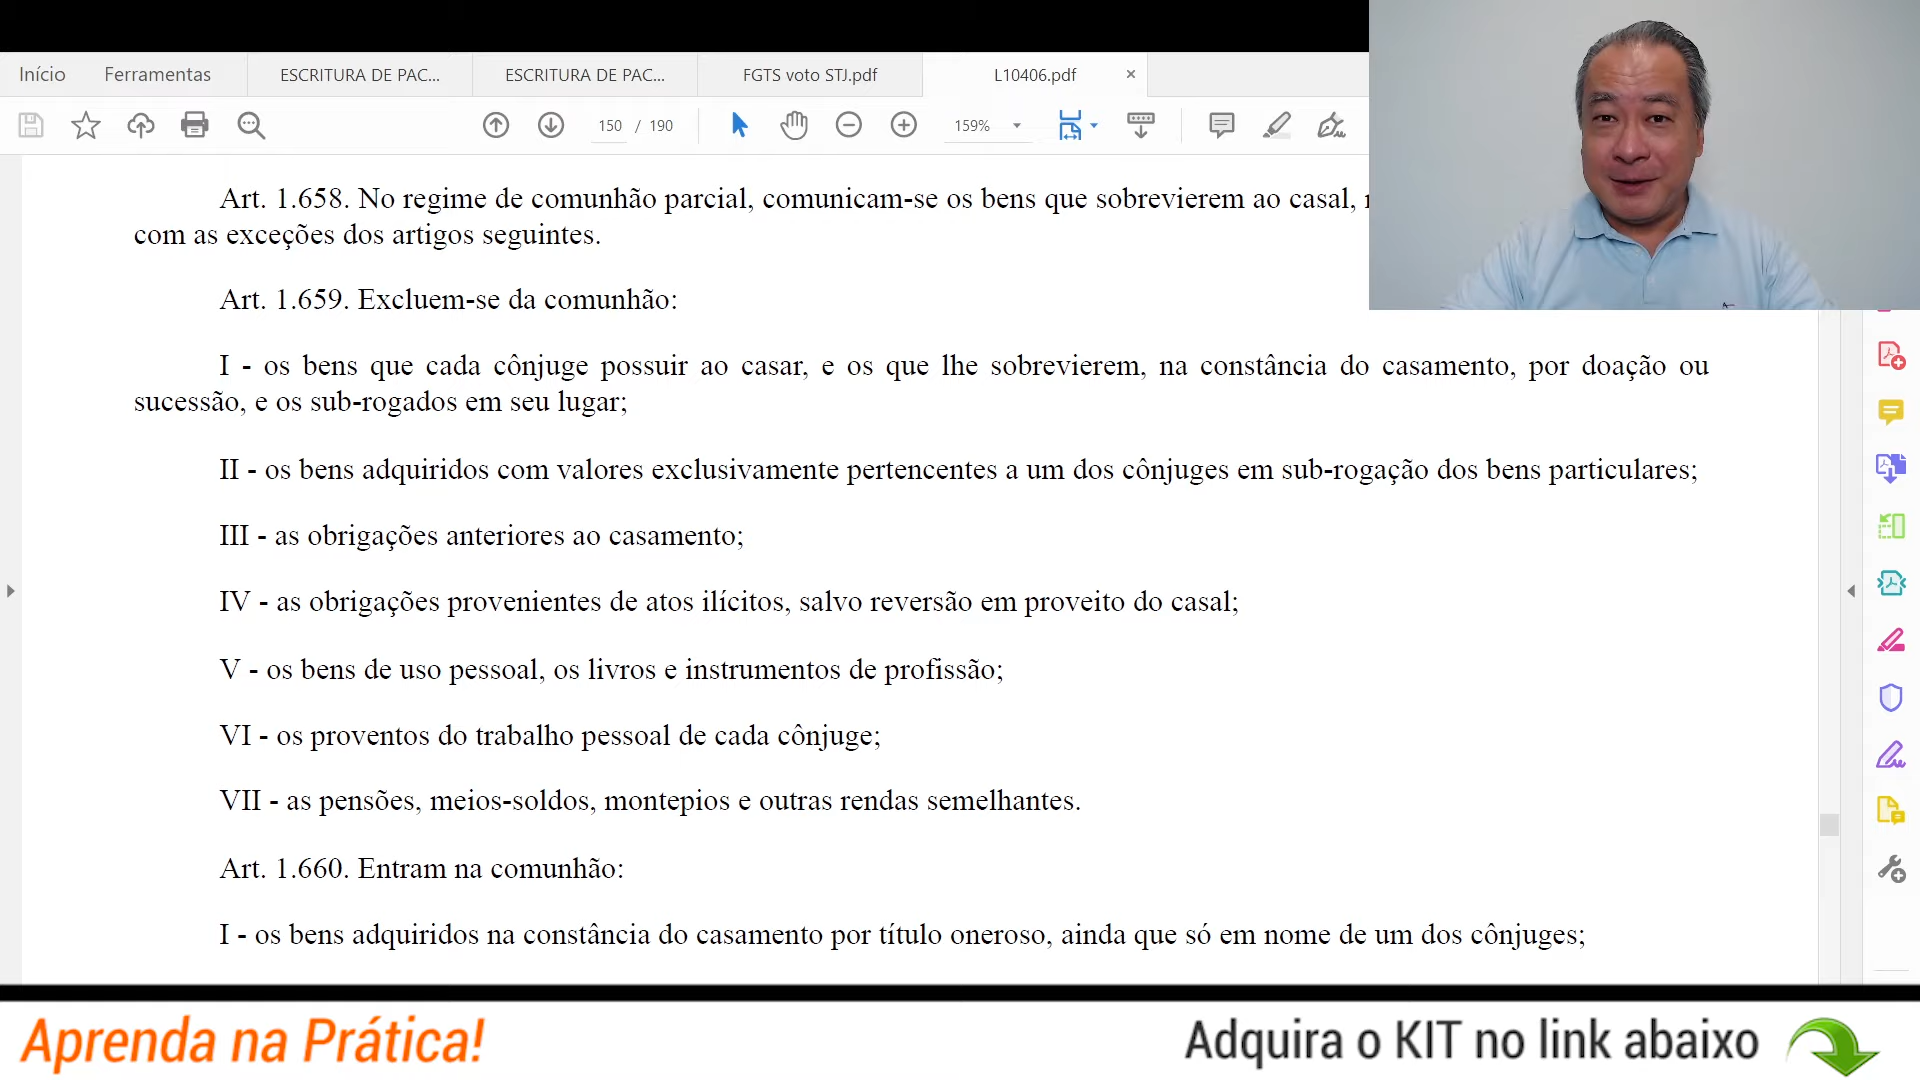 Início Ferramentas ESCRITURA DE PAC... ESCRITURA DE PAC... FGTS voto STJ.pdf L10406.pdf ×
150 / 190 159%
Art. 1.658. No regime de comunhão parcial, comunicam-se os bens que sobrevierem ao casal,
com as exceções dos artigos seguintes.
Art. 1.659. Excluem-se da comunhão:
I - os bens que cada cônjuge possuir ao casar, e os que lhe sobrevierem, na constância do casamento, por doação ou
sucessão, e os sub-rogados em seu lugar;
II - os bens adquiridos com valores exclusivamente pertencentes a um dos cônjuges em sub-rogação dos bens particulares;
III - as obrigações anteriores ao casamento;
IV - as obrigações provenientes de atos ilícitos, salvo reversão em proveito do casal;
V - os bens de uso pessoal, os livros e instrumentos de profissão;
VI - os proventos do trabalho pessoal de cada cônjuge;
VII - as pensões, meios-soldos, montepios e outras rendas semelhantes.
Art. 1.660. Entram na comunhão:
I - os bens adquiridos na constância do casamento por título oneroso, ainda que só em nome de um dos cônjuges;
Aprenda na Prática! Adquira o KIT no link abaixo